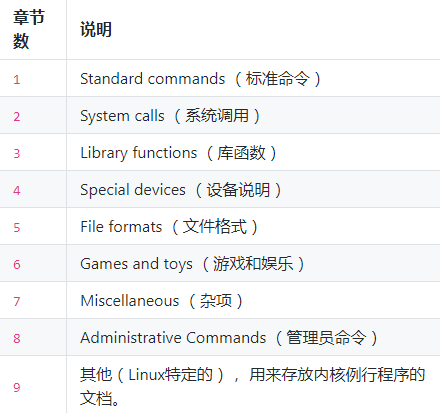 章节
数 说明
1 Standard commands （标准命令）
2 System calls （系统调用）
3 Library functions （库函数）
4 Special devices （设备说明）
5 File formats （文件格式）
6 Games and toys （游戏和娱乐）
7 Miscellaneous （杂项）
8 Administrative Commands （管理员命令）
9 其他（Linux特定的），用来存放内核例行程序的
文档。